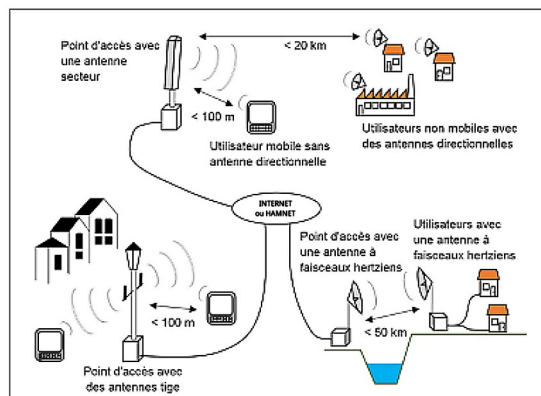 Point d'accès avec
une antenne
secteur
< 20 km
< 100 m
Utilisateur mobile sans
antenne directionnelle
Utilisateurs non mobiles avec
des antennes directionnelles
INTERNET
ou HAMNET
Point d'accès avec
une antenne à
faisceaux hertziens
Utilisateurs avec
une antenne à
faisceaux hertziens
< 100 m
< 50 km
Point d'accès avec
des antennes tige